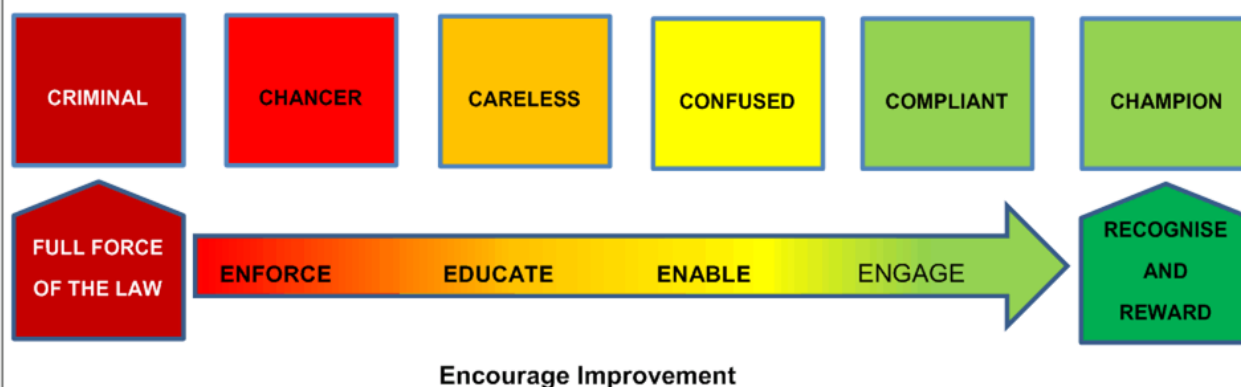 CRIMINAL
CHANCER
CARELESS
CONFUSED
COMPLIANT
CHAMPION
FULL FORCE
OF THE LAW
ENFORCE
EDUCATE
ENABLE
ENGAGE
RECOGNISE
AND
REWARD
Encourage Improvement